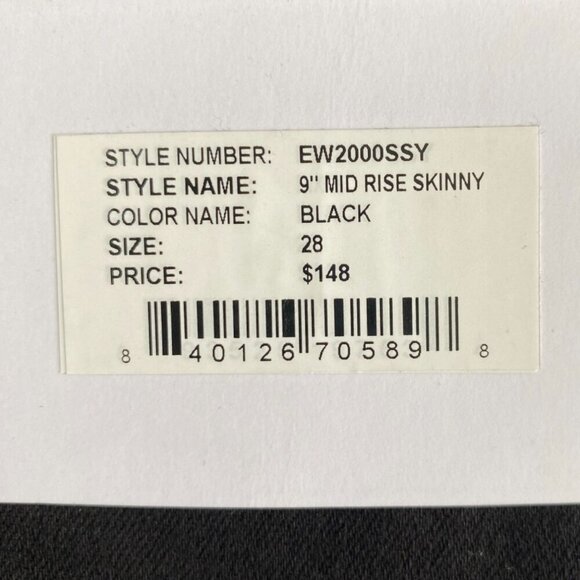 STYLE NUMBER: EW2000SSY
STYLE NAME: 9" MID RISE SKINNY
COLOR NAME: BLACK
SIZE: 28
PRICE: $148
8 40126 70589 8